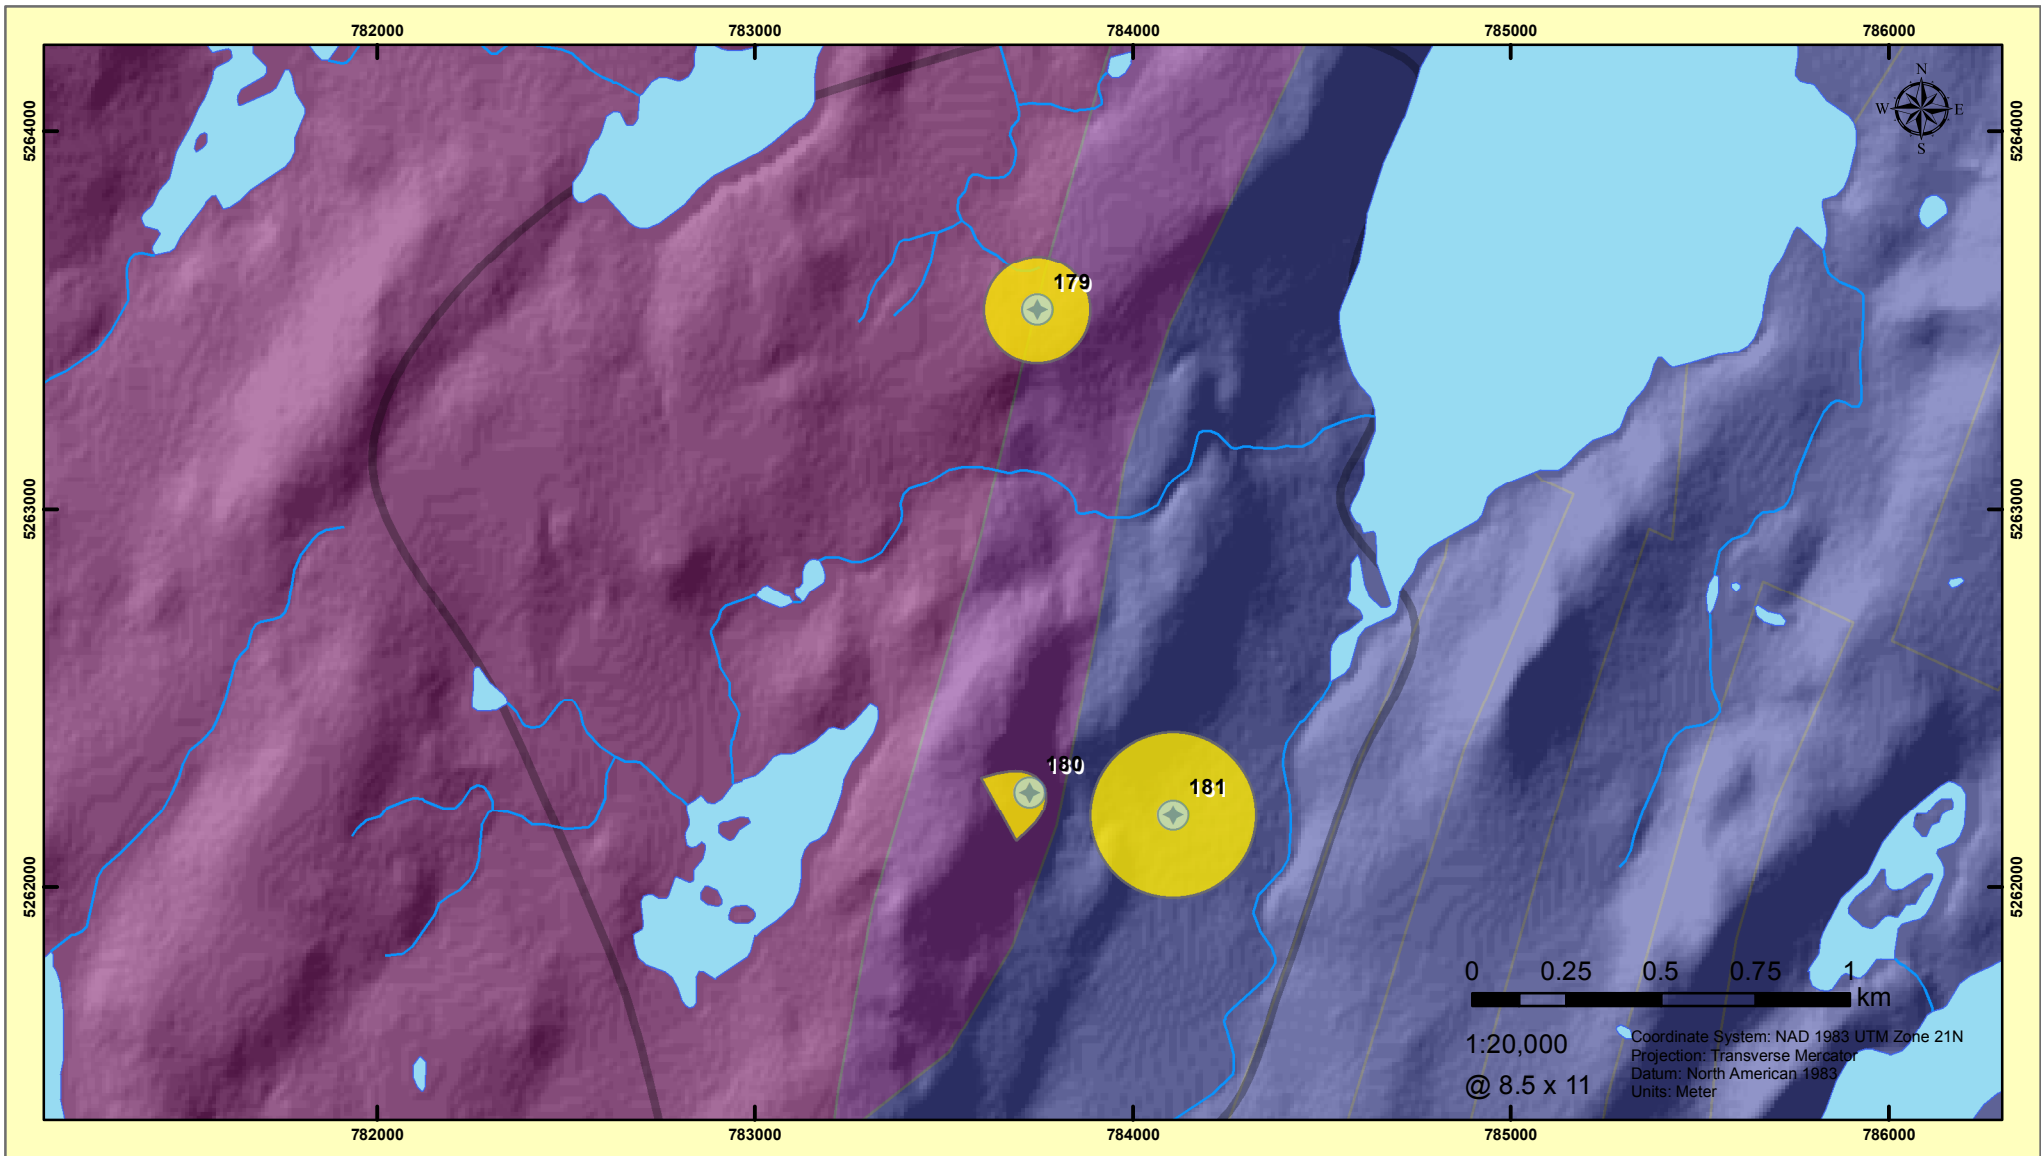 782000 783000 784000 785000 786000
N
W E
S
5264000 5264000
179
5263000 5263000
180
181
5262000 5262000
0 0.25 0.5 0.75 1
km
1:20,000
@ 8.5 x 11
Coordinate System: NAD 1983 UTM Zone 21N
Projection: Transverse Mercator
Datum: North American 1983
Units: Meter
782000 783000 784000 785000 786000